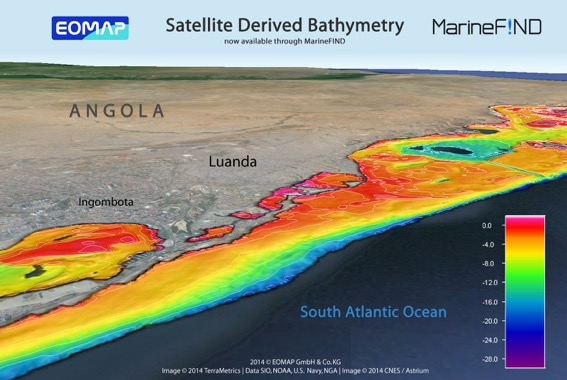 EOMAP
Satellite Derived Bathymetry
MarineF!ND
now available through MarineFIND
ANGOLA
Luanda
Ingombota
South Atlantic Ocean
0.0
-4.0
-8.0
-12.0
-16.0
-20.0
-24.0
-28.0
2014 © EOMAP GmbH & Co.KG
Image © 2014 TerraMetrics | Data SIO, NOAA, U.S. Navy, NGA | Image © 2014 CNES / Astrium